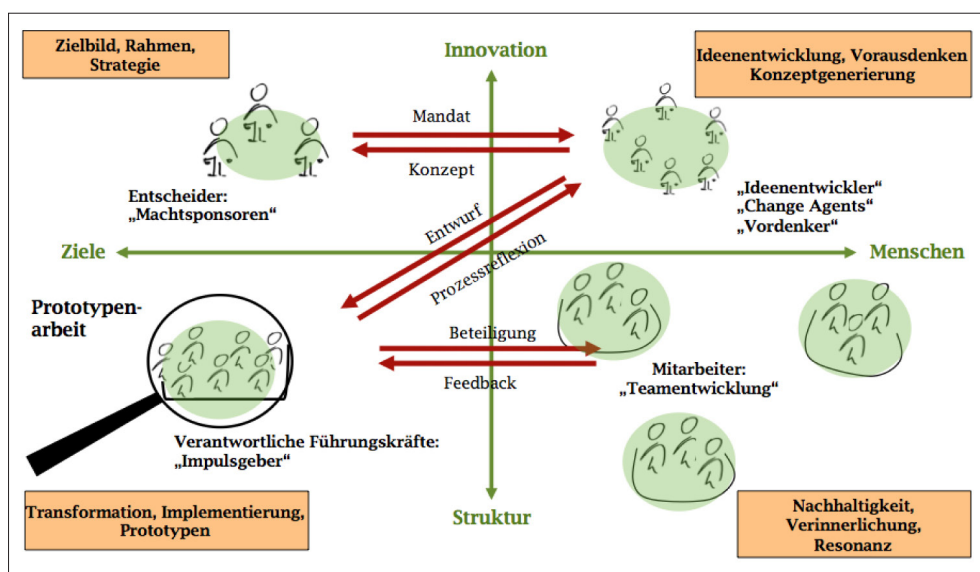 Zielbild, Rahmen,
Strategie
Innovation
Ideenentwicklung, Vorausdenken
Konzeptgenerierung
Mandat
Konzept
Entscheider:
„Machtsponsoren“
„Ideenentwickler“
„Change Agents“
„Vordenker“
Entwurf
Prozessreflexion
Ziele
Menschen
Prototypen-
arbeit
Beteiligung
Feedback
Mitarbeiter:
„Teamentwicklung“
Verantwortliche Führungskräfte:
„Impulsgeber“
Transformation, Implementierung,
Prototypen
Struktur
Nachhaltigkeit,
Verinnerlichung,
Resonanz